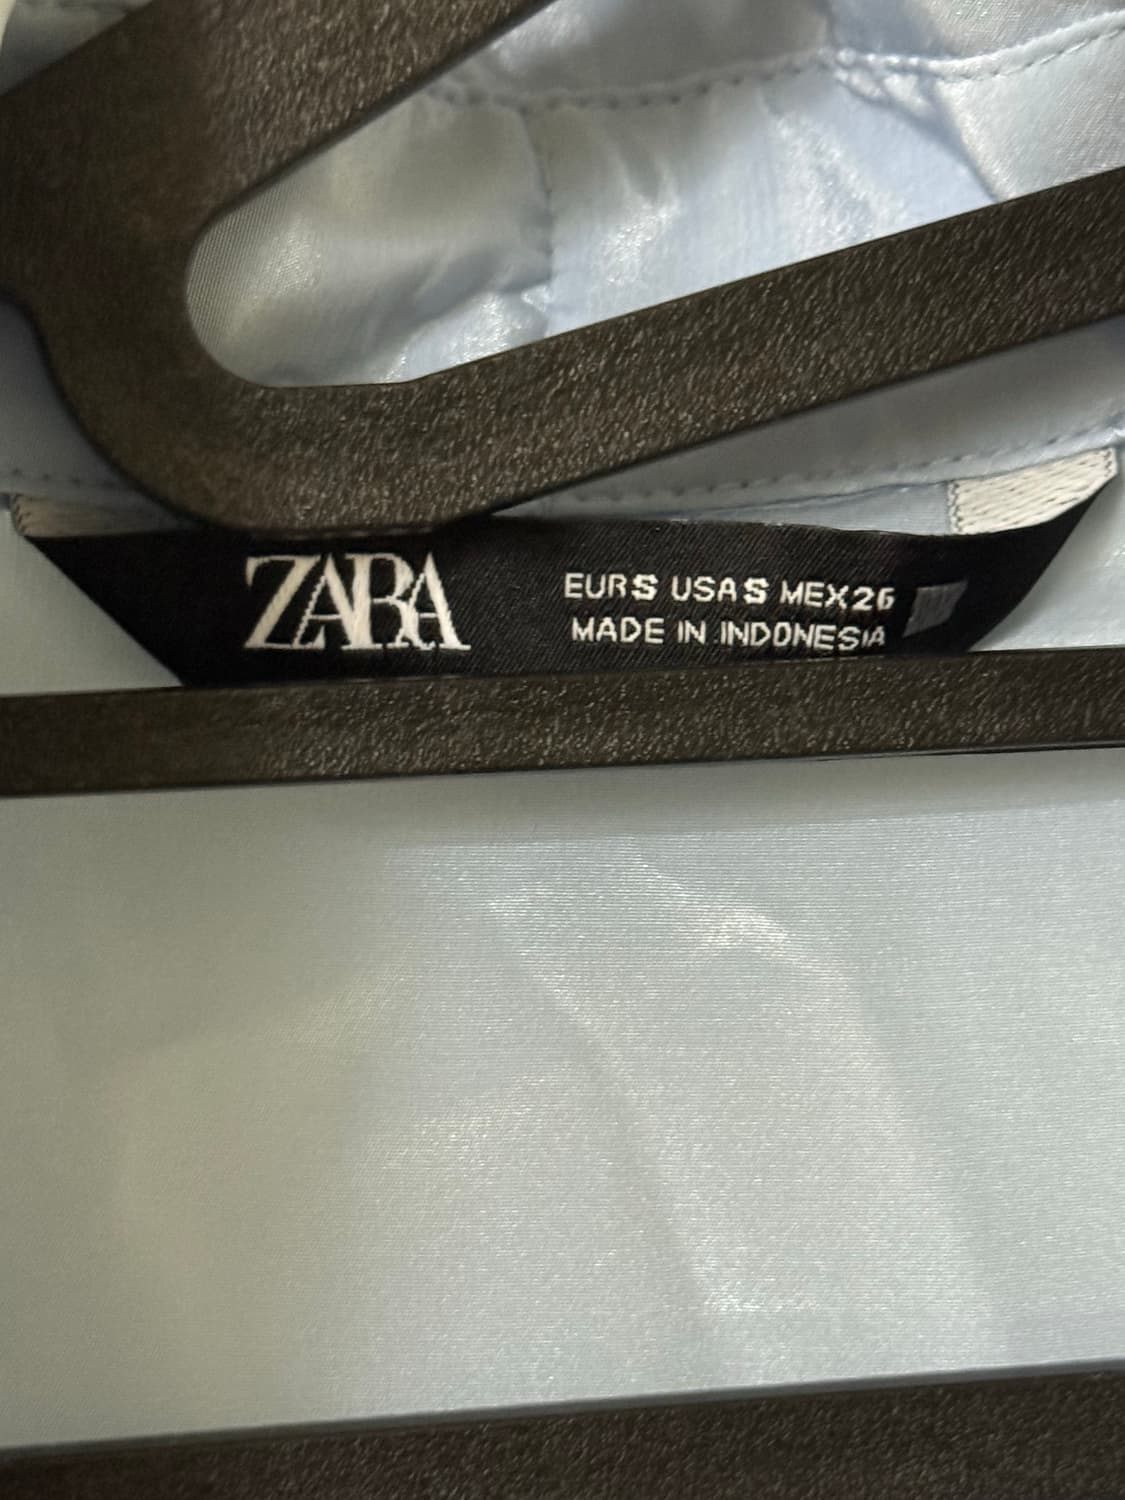 ZARA
EUR S USA S MEX 26
MADE IN INDONESIA